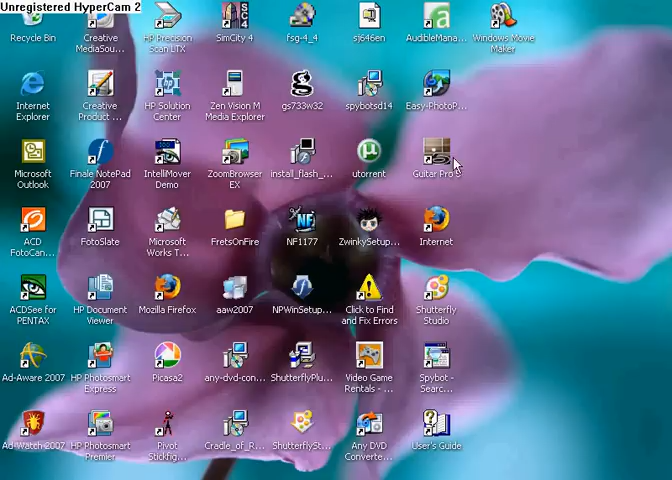 Unregistered HyperCam 2
Recycle Bin
Creative
MediaSou...
HP Precision
Scan LTX
SimCity 4
fsg-4_4
sj646en
AudibleMana...
Windows Movie
Maker
Internet
Explorer
Creative
Product ...
HP Solution
Center
Zen Vision M
Media Explorer
gs733w32
spybotsd14
Easy-PhotoP...
Microsoft
Outlook
Finale NotePad
2007
IntelliMover
Demo
ZoomBrowser
EX
install_flash_...
utorrent
Guitar Pro 5
ACD
FotoCan...
FotoSlate
Microsoft
Works T...
FretsOnFire
NF1177
ZwinkySetup...
Internet
ACDSee for
PENTAX
HP Document
Viewer
Mozilla Firefox
aaw2007
NPWinSetup...
Click to Find
and Fix Errors
Shutterfly
Studio
Ad-Aware 2007
HP Photosmart
Express
Picasa2
any-dvd-con...
ShutterflyPlu...
Video Game
Rentals - ...
Spybot -
Searc...
Ad-Watch 2007
HP Photosmart
Premier
Pivot
Stickfig...
Cradle_of_R...
ShutterflySt...
Any DVD
Converte...
User's Guide